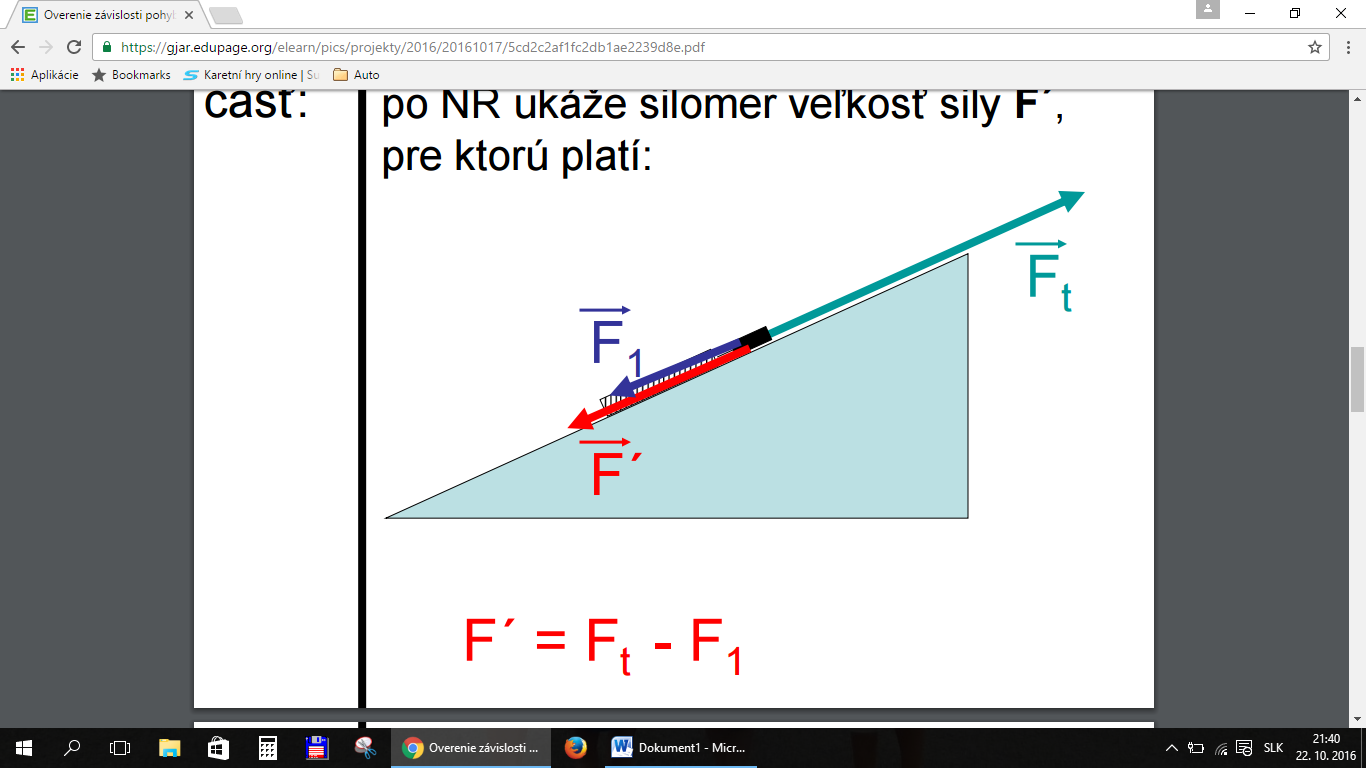 Overenie závislosti pohyb
https://gjar.edupage.org/elearn/pics/projekty/2016/20161017/5cd2c2af1fc2db1ae2239d8e.pdf
Aplikácie
Bookmarks
Karetní hry online | Su
Auto
časť:
po NR ukáže silomer veľkosť sily F´,
pre ktorú platí:
Ft
F1
F´
F´ = Ft - F1
Overenie závislosti ...
Dokument1 - Micr...
SLK
21:40
22. 10. 2016